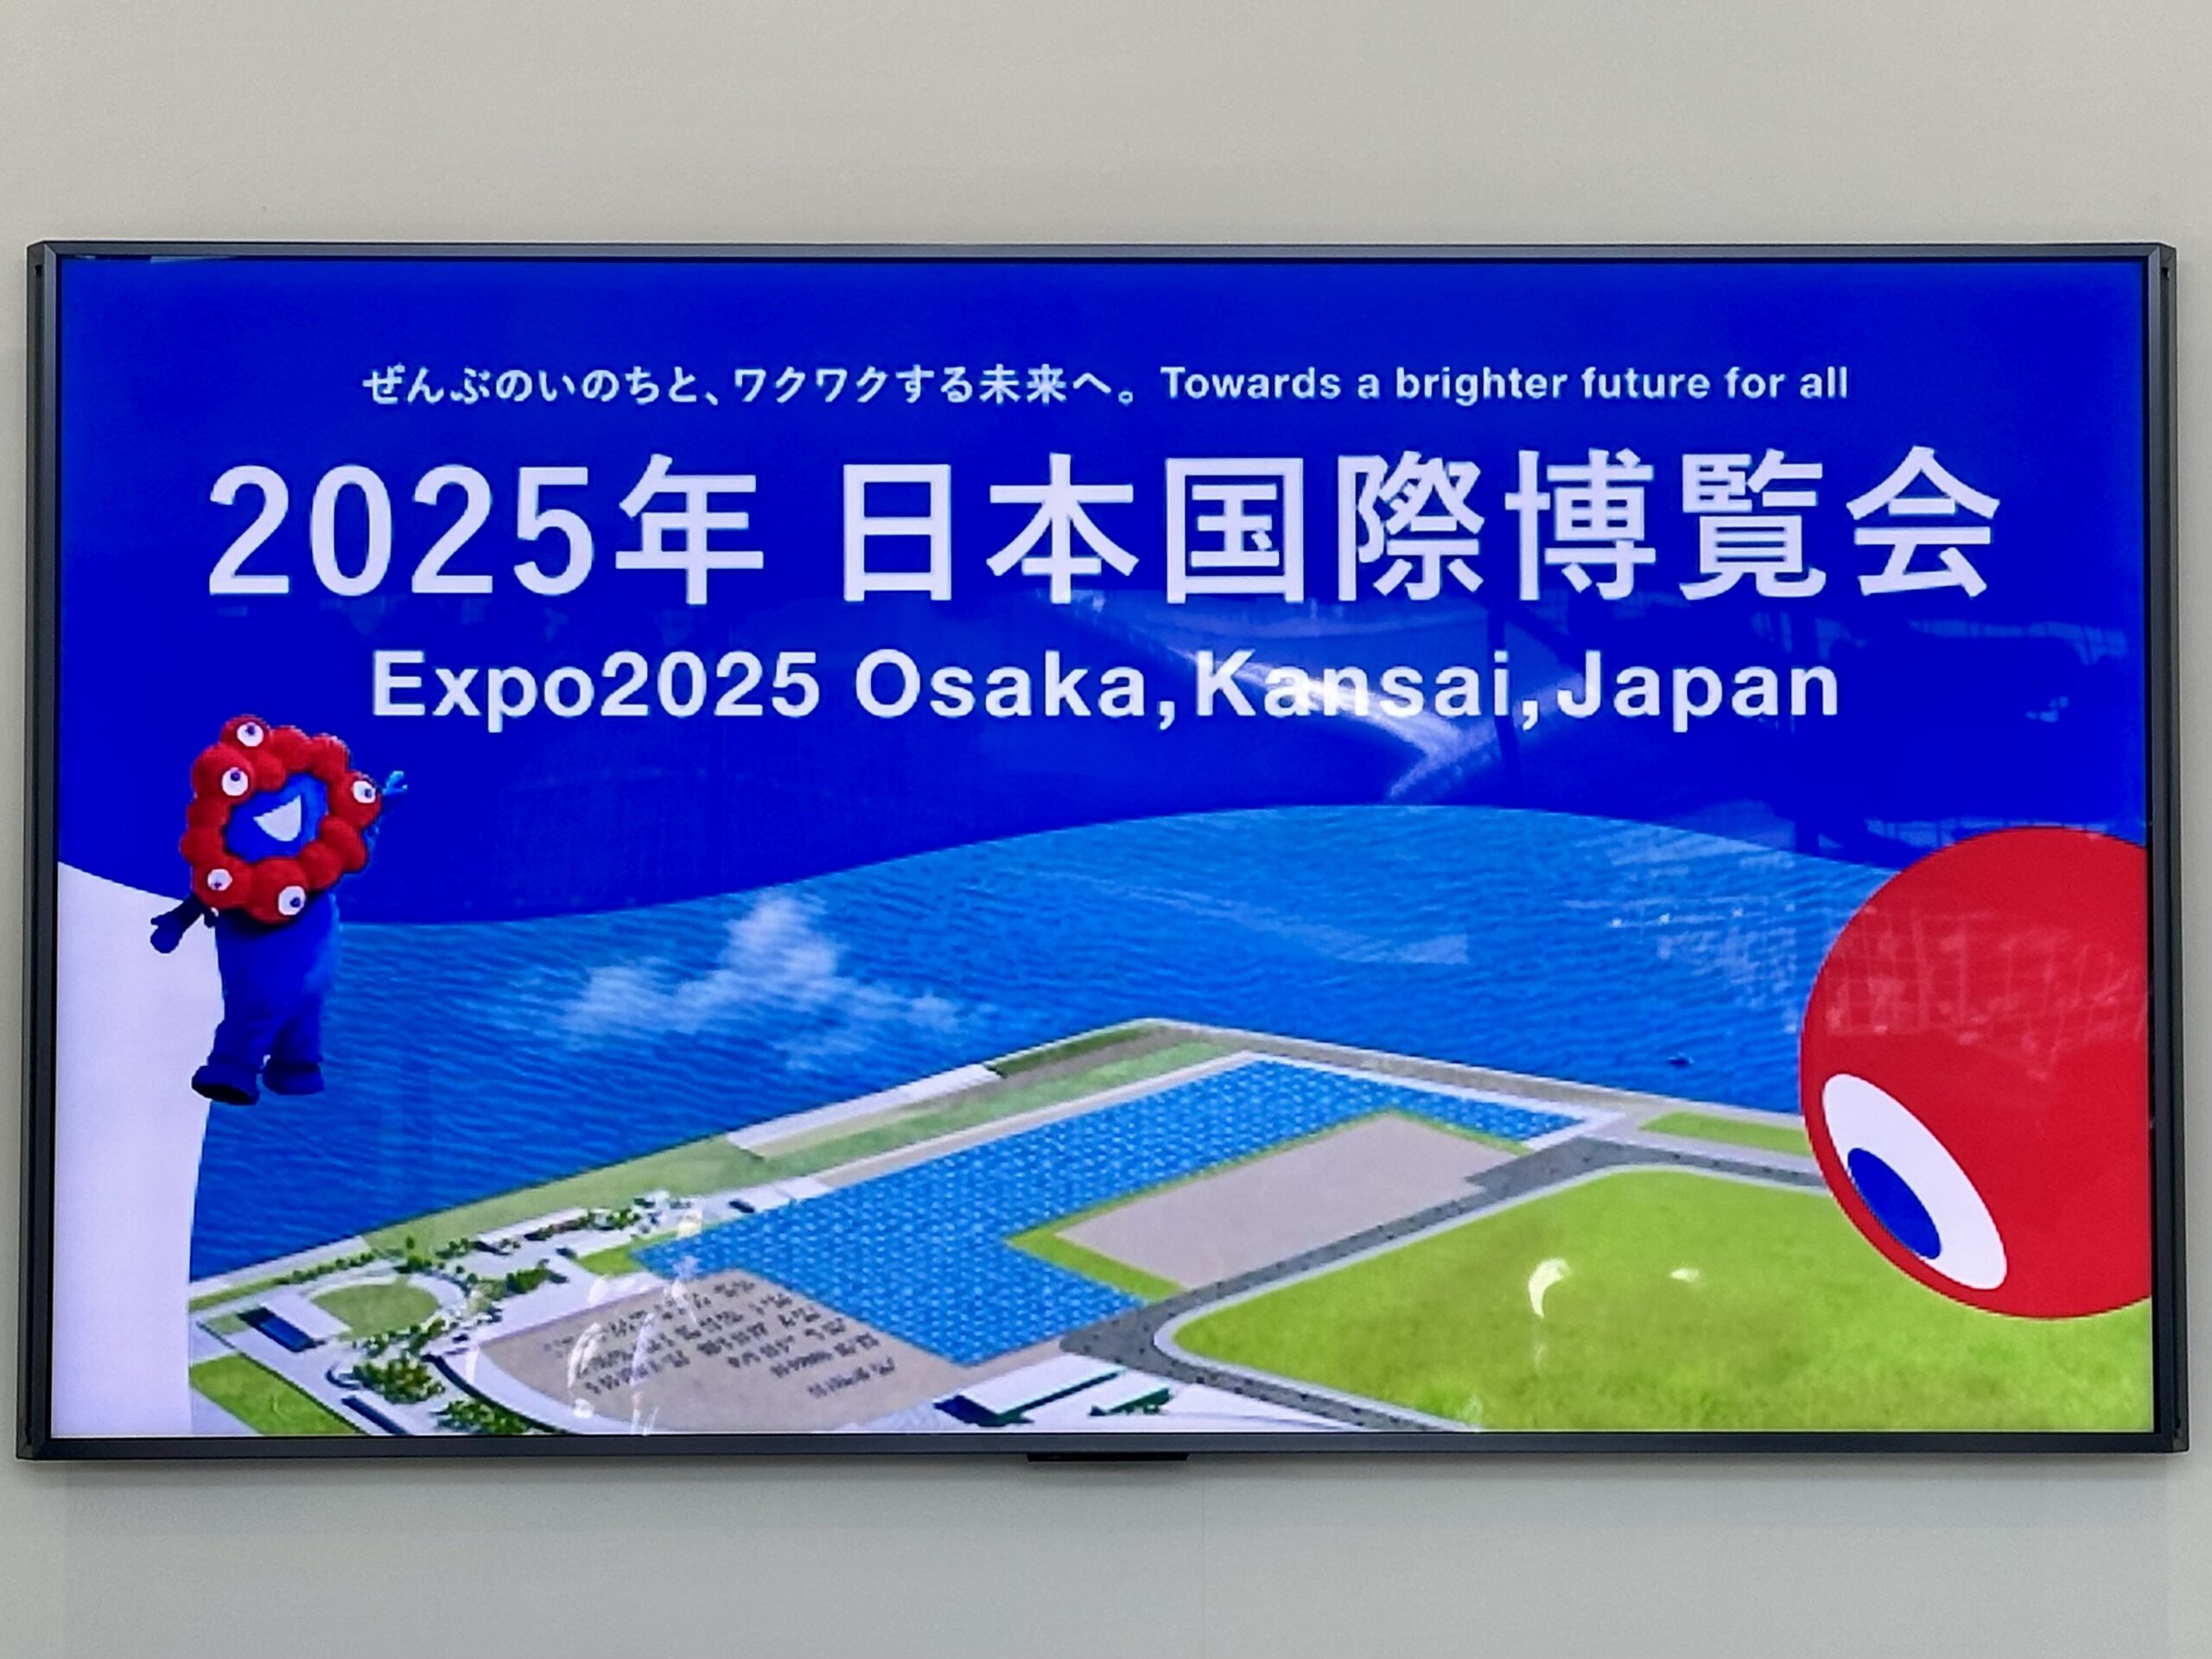 ぜんぶのいのちと、ワクワクする未来へ。 Towards a brighter future for all
2025年 日本国際博覧会
Expo2025 Osaka,Kansai,Japan